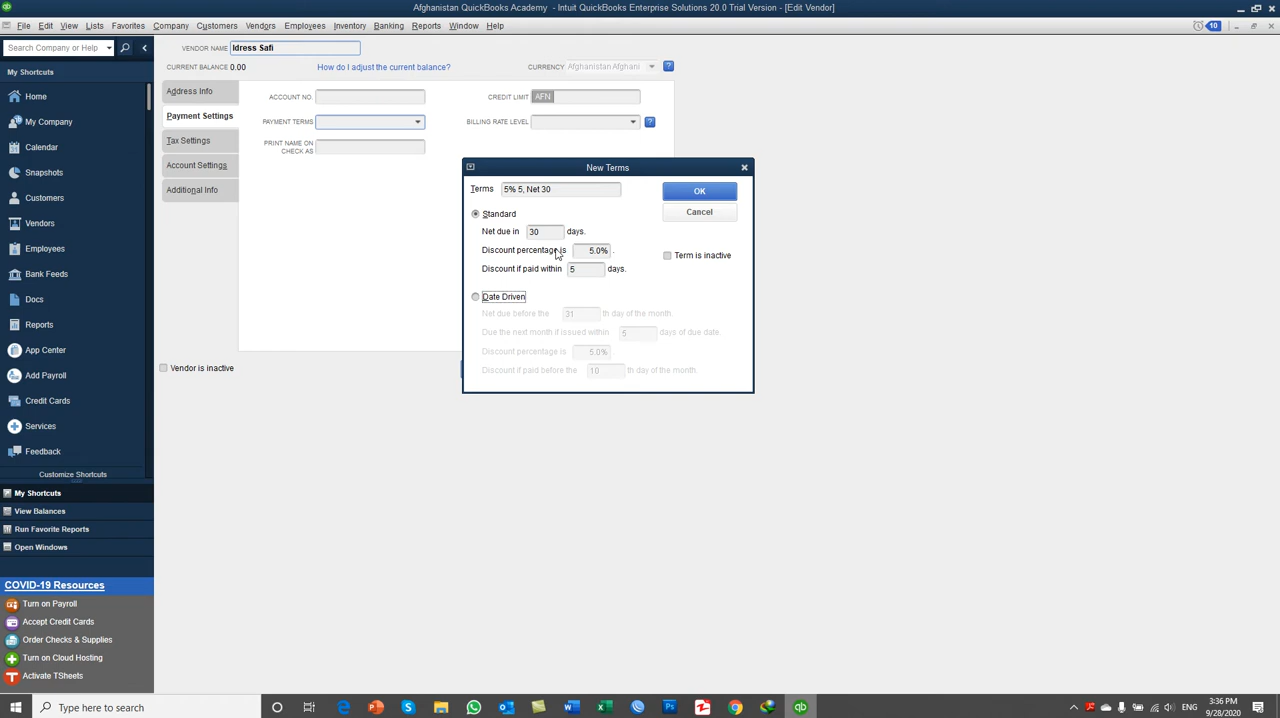 Afghanistan QuickBooks Academy - Intuit QuickBooks Enterprise Solutions 20.0 Trial Version - [Edit Vendor]
File Edit View Lists Favorites Company Customers Vendors Employees Inventory Banking Reports Window Help
10
Search Company or Help
My Shortcuts
Home
My Company
Calendar
Snapshots
Customers
Vendors
Employees
Bank Feeds
Docs
Reports
App Center
Add Payroll
Credit Cards
Services
Feedback
Customize Shortcuts
My Shortcuts
View Balances
Run Favorite Reports
Open Windows
COVID-19 Resources
Turn on Payroll
Accept Credit Cards
Order Checks & Supplies
Turn on Cloud Hosting
Activate TSheets
VENDOR NAME Idress Safi
CURRENT BALANCE 0.00 How do I adjust the current balance? CURRENCY Afghanistan Afghani ?
Address Info
Payment Settings
Tax Settings
Account Settings
Additional Info
ACCOUNT NO. CREDIT LIMIT AFN
PAYMENT TERMS BILLING RATE LEVEL ?
PRINT NAME ON
CHECK AS
Vendor is inactive
New Terms
Terms 5% 5, Net 30
OK
Cancel
Standard
Net due in 30 days.
Discount percentage is 5.0% .
Discount if paid within 5 days.
Term is inactive
Date Driven
Net due before the 31 th day of the month.
Due the next month if issued within 5 days of due date.
Discount percentage is 5.0%
Discount if paid before the 10 th day of the month.
Type here to search
3:36 PM
9/28/2020